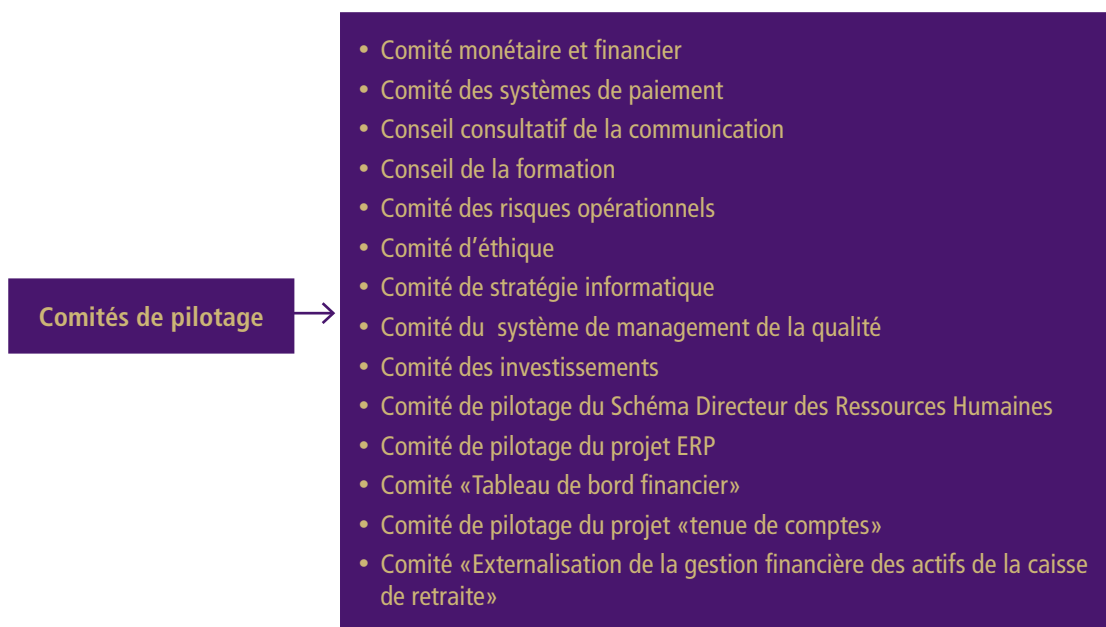 Comités de pilotage
• Comité monétaire et financier
• Comité des systèmes de paiement
• Conseil consultatif de la communication
• Conseil de la formation
• Comité des risques opérationnels
• Comité d’éthique
• Comité de stratégie informatique
• Comité du  système de management de la qualité
• Comité des investissements
• Comité de pilotage du Schéma Directeur des Ressources Humaines
• Comité de pilotage du projet ERP
• Comité «Tableau de bord financier»
• Comité de pilotage du projet «tenue de comptes»
• Comité «Externalisation de la gestion financière des actifs de la caisse
de retraite»